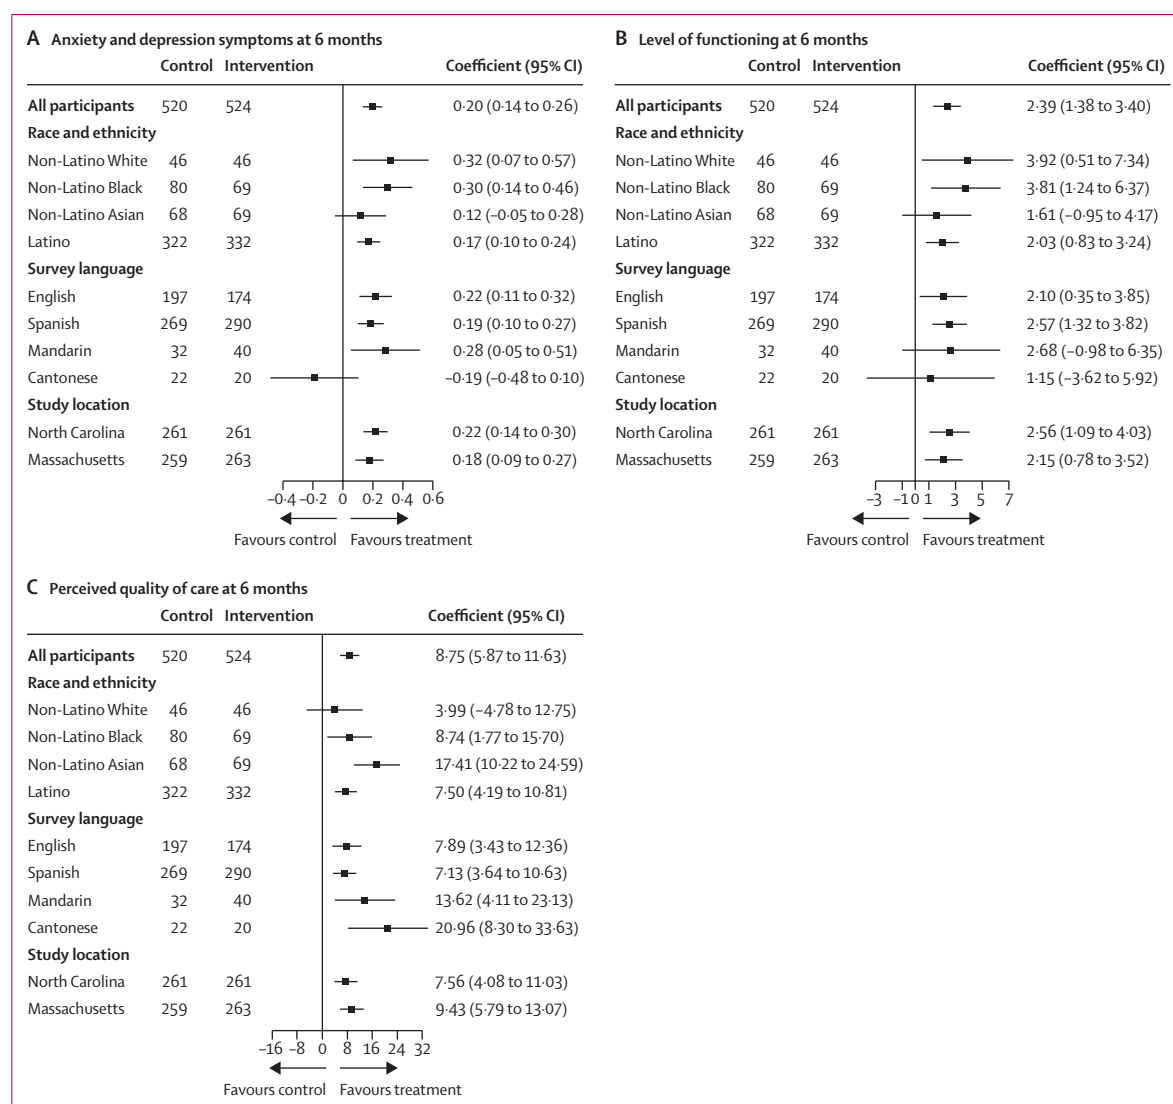 A Anxiety and depression symptoms at 6 months
Control Intervention Coefficient (95% CI)
All participants 520 524 0·20 (0·14 to 0·26)
Race and ethnicity
Non-Latino White 46 46 0·32 (0·07 to 0·57)
Non-Latino Black 80 69 0·30 (0·14 to 0·46)
Non-Latino Asian 68 69 0·12 (−0·05 to 0·28)
Latino 322 332 0·17 (0·10 to 0·24)
Survey language
English 197 174 0·22 (0·11 to 0·32)
Spanish 269 290 0·19 (0·10 to 0·27)
Mandarin 32 40 0·28 (0·05 to 0·51)
Cantonese 22 20 −0·19 (−0·48 to 0·10)
Study location
North Carolina 261 261 0·22 (0·14 to 0·30)
Massachusetts 259 263 0·18 (0·09 to 0·27)
−0·4 −0·2 0 0·2 0·4 0·6
Favours control Favours treatment
B Level of functioning at 6 months
Control Intervention Coefficient (95% CI)
All participants 520 524 2·39 (1·38 to 3·40)
Race and ethnicity
Non-Latino White 46 46 3·92 (0·51 to 7·34)
Non-Latino Black 80 69 3·81 (1·24 to 6·37)
Non-Latino Asian 68 69 1·61 (−0·95 to 4·17)
Latino 322 332 2·03 (0·83 to 3·24)
Survey language
English 197 174 2·10 (0·35 to 3·85)
Spanish 269 290 2·57 (1·32 to 3·82)
Mandarin 32 40 2·68 (−0·98 to 6·35)
Cantonese 22 20 1·15 (−3·62 to 5·92)
Study location
North Carolina 261 261 2·56 (1·09 to 4·03)
Massachusetts 259 263 2·15 (0·78 to 3·52)
−3 −1 0 1 3 5 7
Favours control Favours treatment
C Perceived quality of care at 6 months
Control Intervention Coefficient (95% CI)
All participants 520 524 8·75 (5·87 to 11·63)
Race and ethnicity
Non-Latino White 46 46 3·99 (−4·78 to 12·75)
Non-Latino Black 80 69 8·74 (1·77 to 15·70)
Non-Latino Asian 68 69 17·41 (10·22 to 24·59)
Latino 322 332 7·50 (4·19 to 10·81)
Survey language
English 197 174 7·89 (3·43 to 12·36)
Spanish 269 290 7·13 (3·64 to 10·63)
Mandarin 32 40 13·62 (4·11 to 23·13)
Cantonese 22 20 20·96 (8·30 to 33·63)
Study location
North Carolina 261 261 7·56 (4·08 to 11·03)
Massachusetts 259 263 9·43 (5·79 to 13·07)
−16 −8 0 8 16 24 32
Favours control Favours treatment